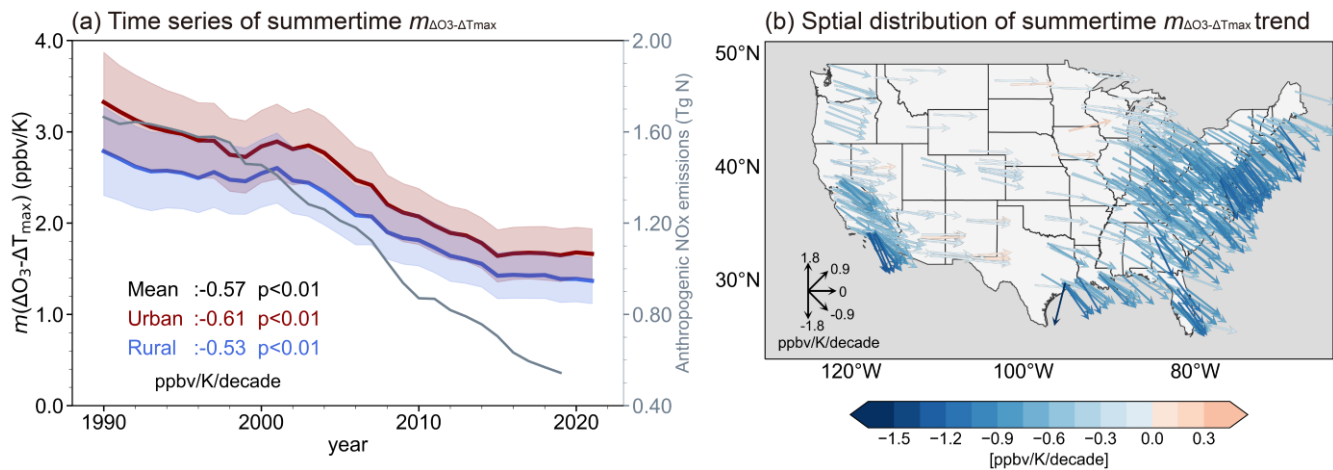 (a) Time series of summertime mΔO3-ΔTmax
4.0
3.0
2.0
1.0
0.0
m(ΔO₃-ΔTmax) (ppbv/K)
2.00
1.60
1.20
0.80
0.40
Anthropogenic NOx emissions (Tg N)
Mean :-0.57 p<0.01
Urban :-0.61 p<0.01
Rural :-0.53 p<0.01
ppbv/K/decade
1990 2000 2010 2020
year
(b) Sptial distribution of summertime mΔO3-ΔTmax trend
50°N
40°N
30°N
1.8
0.9
0
-0.9
-1.8
ppbv/K/decade
120°W 100°W 80°W
−1.5 −1.2 −0.9 −0.6 −0.3 0.0 0.3
[ppbv/K/decade]